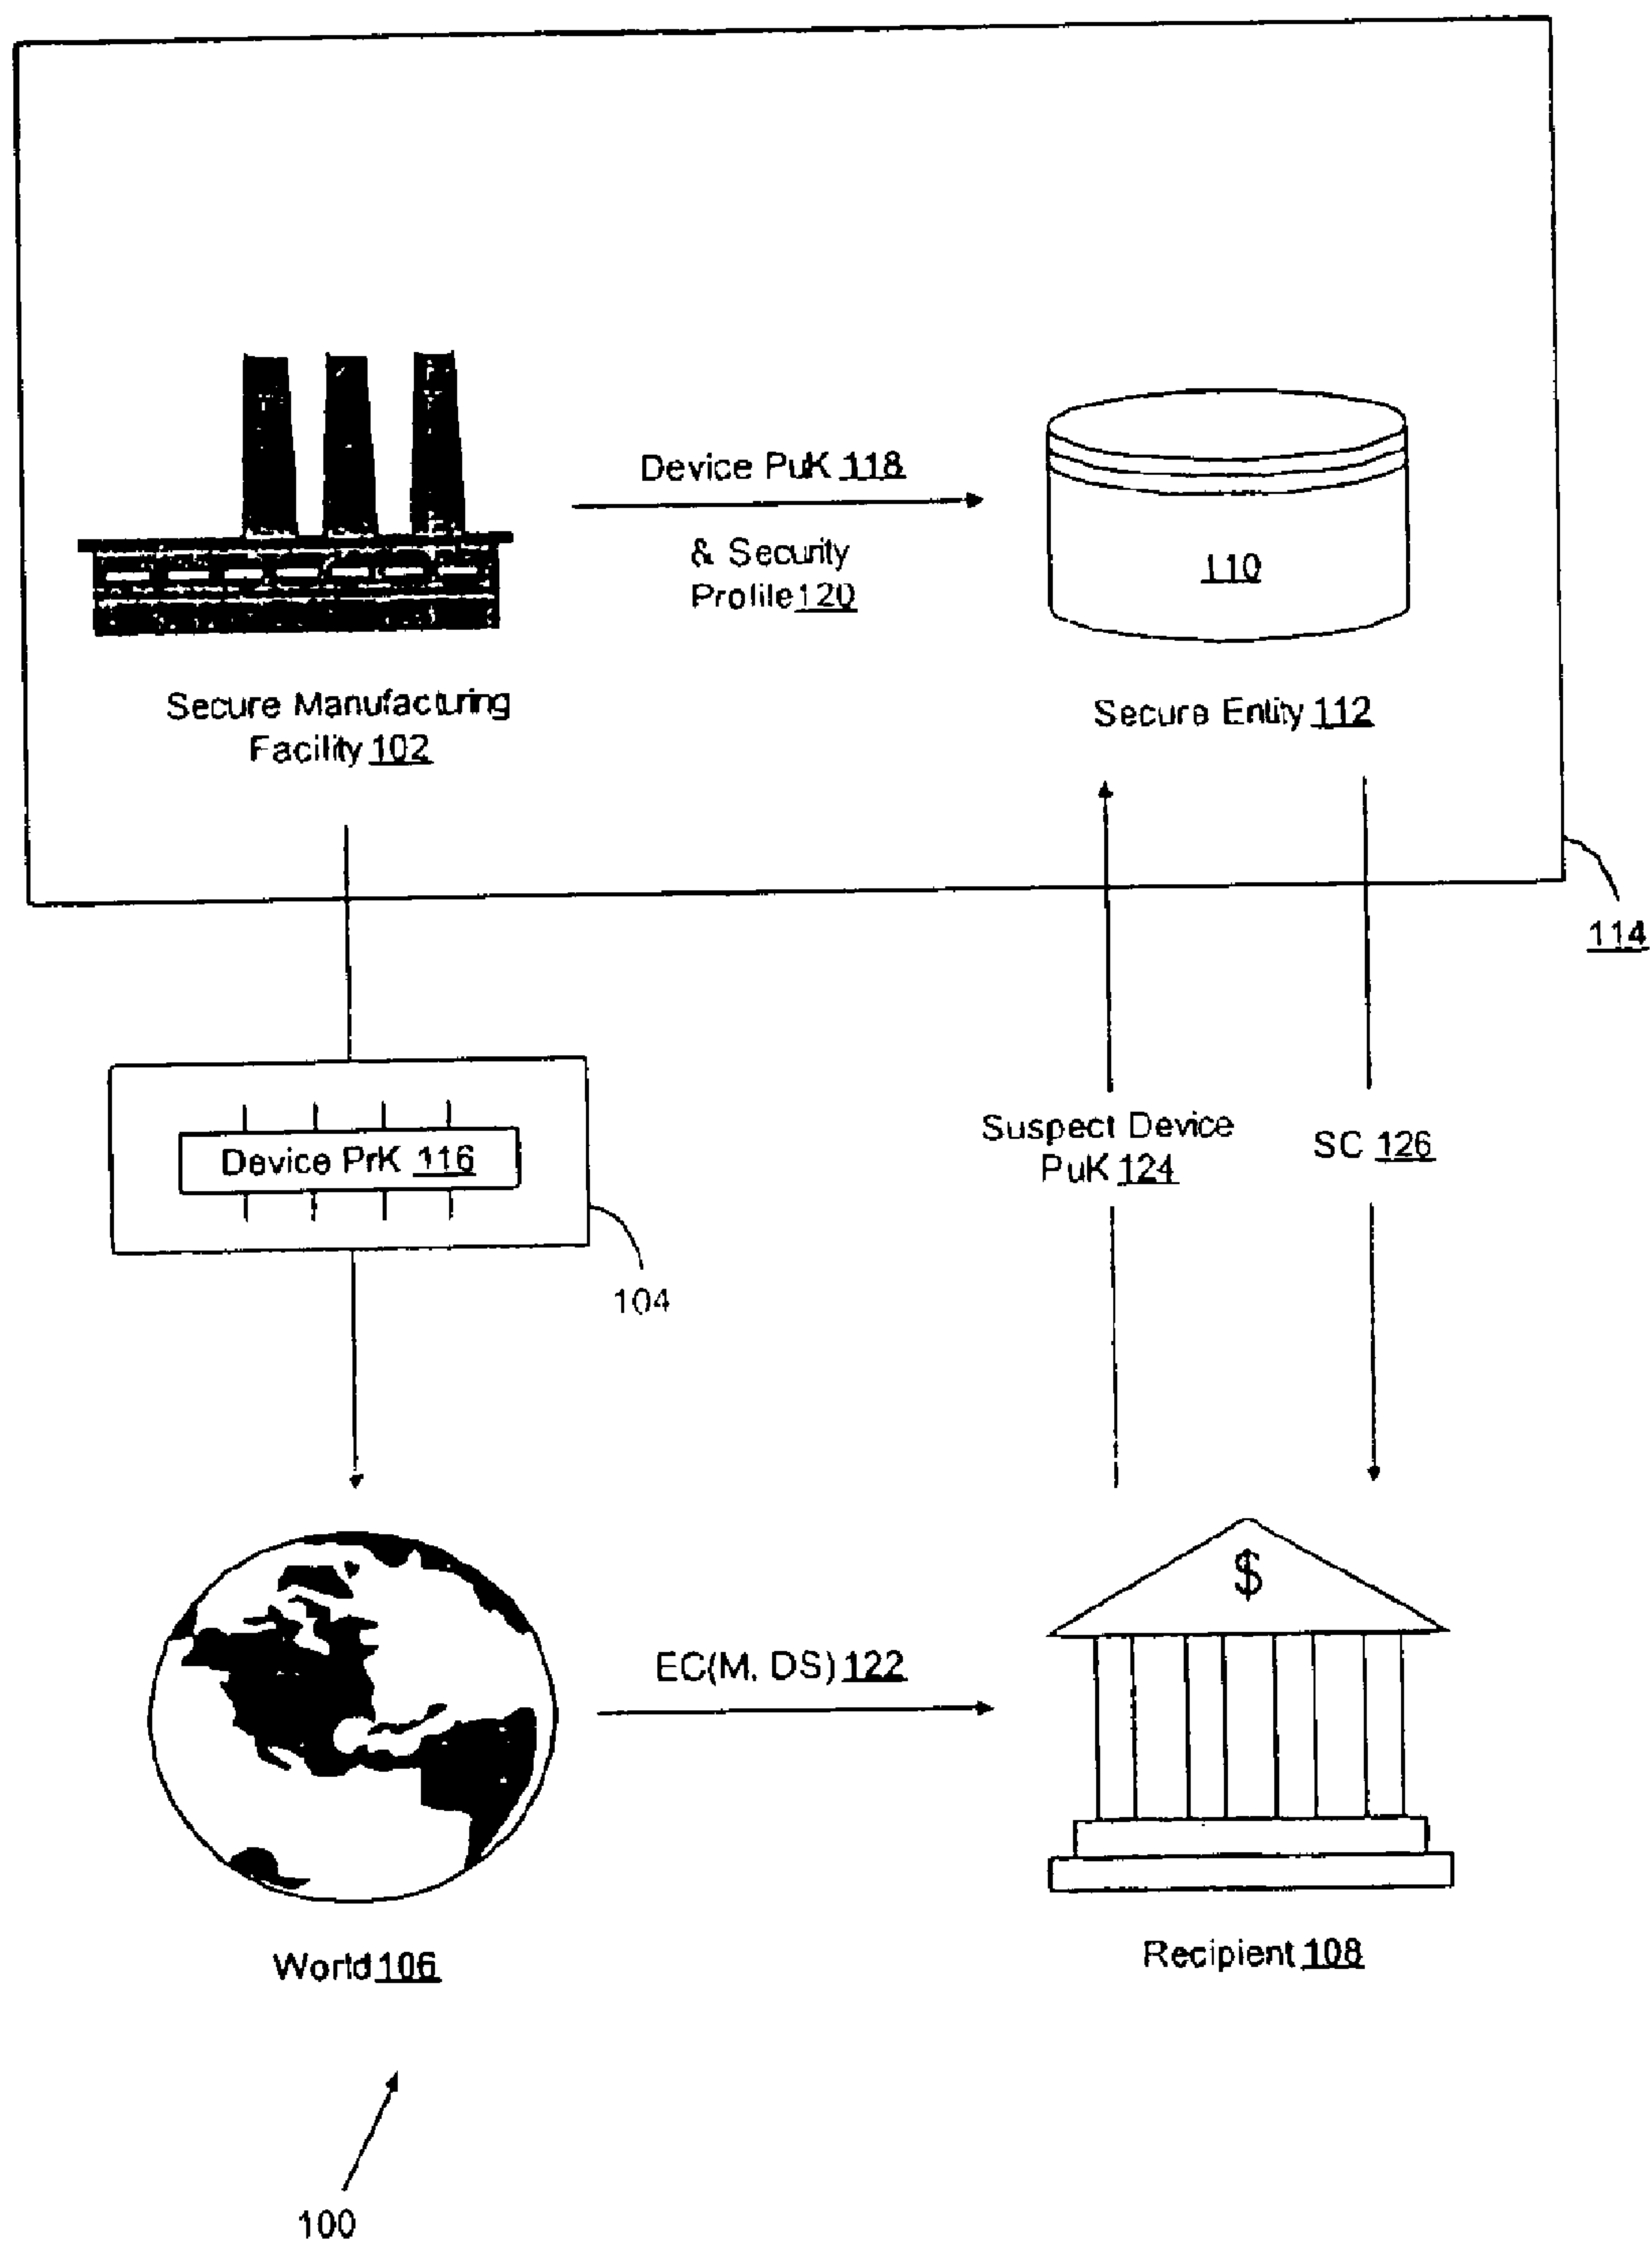 Device PuK 118
& Security
Profile 120
110
Secure Manufacturing
Facility 102
Secure Entity 112
114
Device PrK 116
104
Suspect Device
PuK 124
SC 126
$
EC(M, DS) 122
World 106
Recipient 108
100